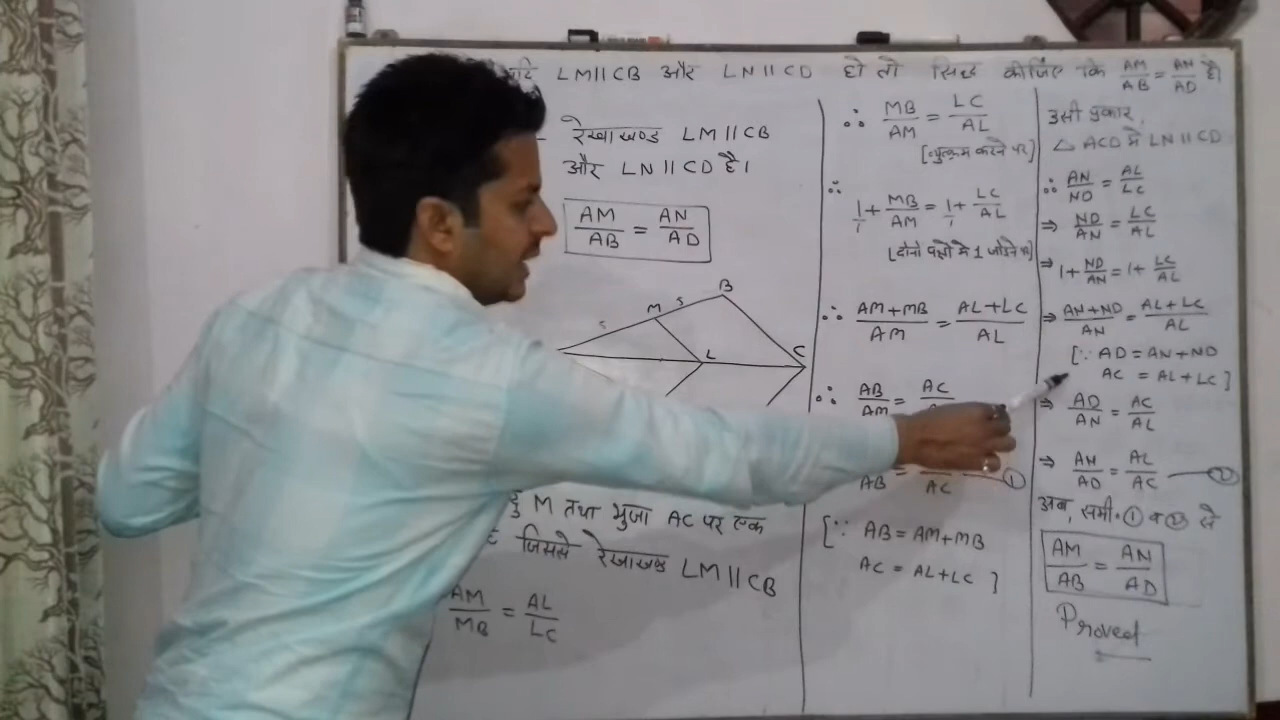 LM||CB और LN||CD हो तो सिद्ध कीजिए कि AM/AB = AN/AD है।
रेखाखण्ड LM||CB
और LN||CD है।
AM/AB = AN/AD
B
M
S
S
L
C
M तथा भुजा AC पर एक
जिससे रेखाखण्ड LM||CB
AM/MB = AL/LC
∴ MB/AM = LC/AL
[व्युत्क्रम करने पर]
∴ 1/1 + MB/AM = 1/1 + LC/AL
[दोनो पक्षो मे 1 जोडने पर]
∴ AM+MB/AM = AL+LC/AL
∴ AB/AM = AC/
AB = AC ①
[∵ AB = AM+MB
AC = AL+LC ]
उसी प्रकार,
△ ACD मे LN||CD
∴ AN/ND = AL/LC
⇒ ND/AN = LC/AL
⇒ 1+ ND/AN = 1+ LC/AL
⇒ AN+ND/AN = AL+LC/AL
[∵ AD = AN+ND
AC = AL+LC ]
⇒ AD/AN = AC/AL
⇒ AN/AD = AL/AC ②
अब, समी. ① व ② से
AM/AB = AN/AD
Proved